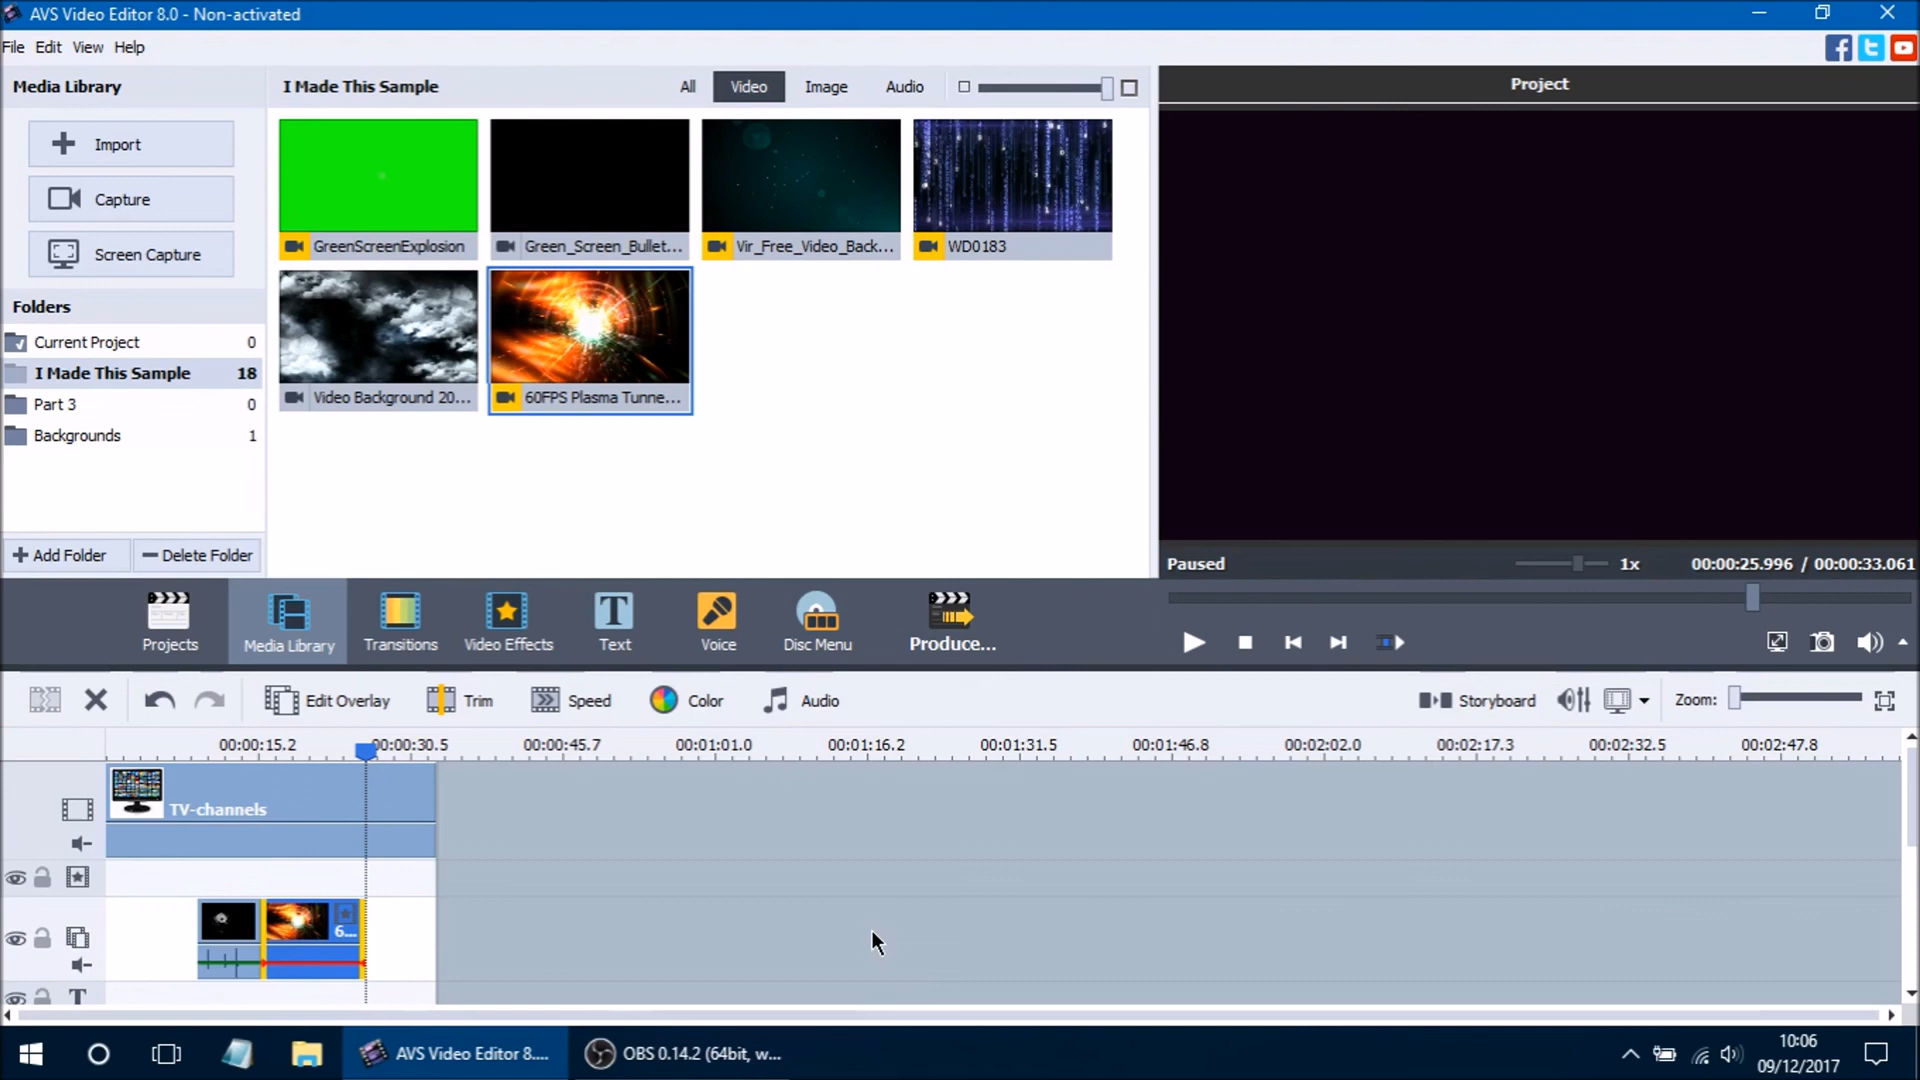 AVS Video Editor 8.0 - Non-activated
File Edit View Help
Media Library
I Made This Sample
All Video Image Audio
Project
Import
Capture
Screen Capture
GreenScreenExplosion
Green_Screen_Bullet...
Vir_Free_Video_Back...
WD0183
Folders
Current Project 0
I Made This Sample 18
Part 3 0
Backgrounds 1
Video Background 20...
60FPS Plasma Tunne...
Add Folder
Delete Folder
Paused
1x
00:00:25.996 / 00:00:33.061
Projects
Media Library
Transitions
Video Effects
T
Text
Voice
Disc Menu
Produce...
Edit Overlay
Trim
Speed
Color
Audio
Storyboard
Zoom:
00:00:15.2 00:00:30.5 00:00:45.7 00:01:01.0 00:01:16.2 00:01:31.5 00:01:46.8 00:02:02.0 00:02:17.3 00:02:32.5 00:02:47.8
TV-channels
6...
T
AVS Video Editor 8....
OBS 0.14.2 (64bit, w...
10:06
09/12/2017